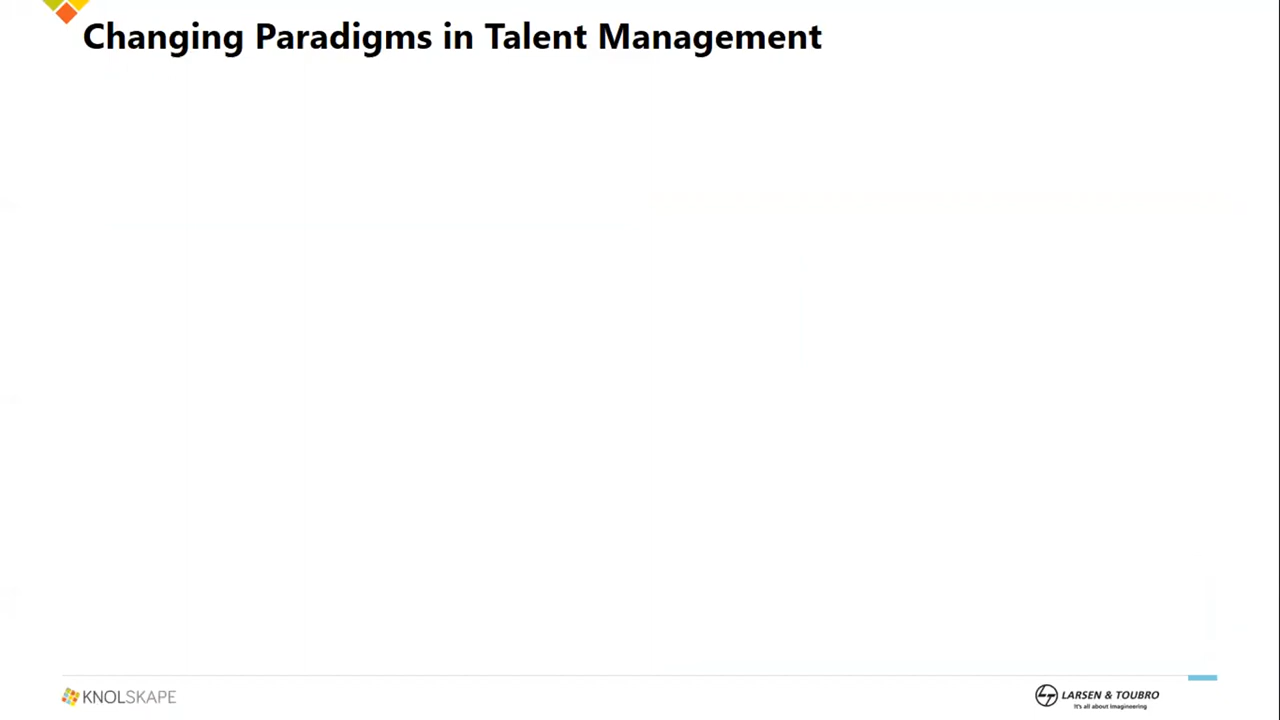 Changing Paradigms in Talent Management
KNOLSKAPE
LARSEN & TOUBRO
It's all about Imagineering